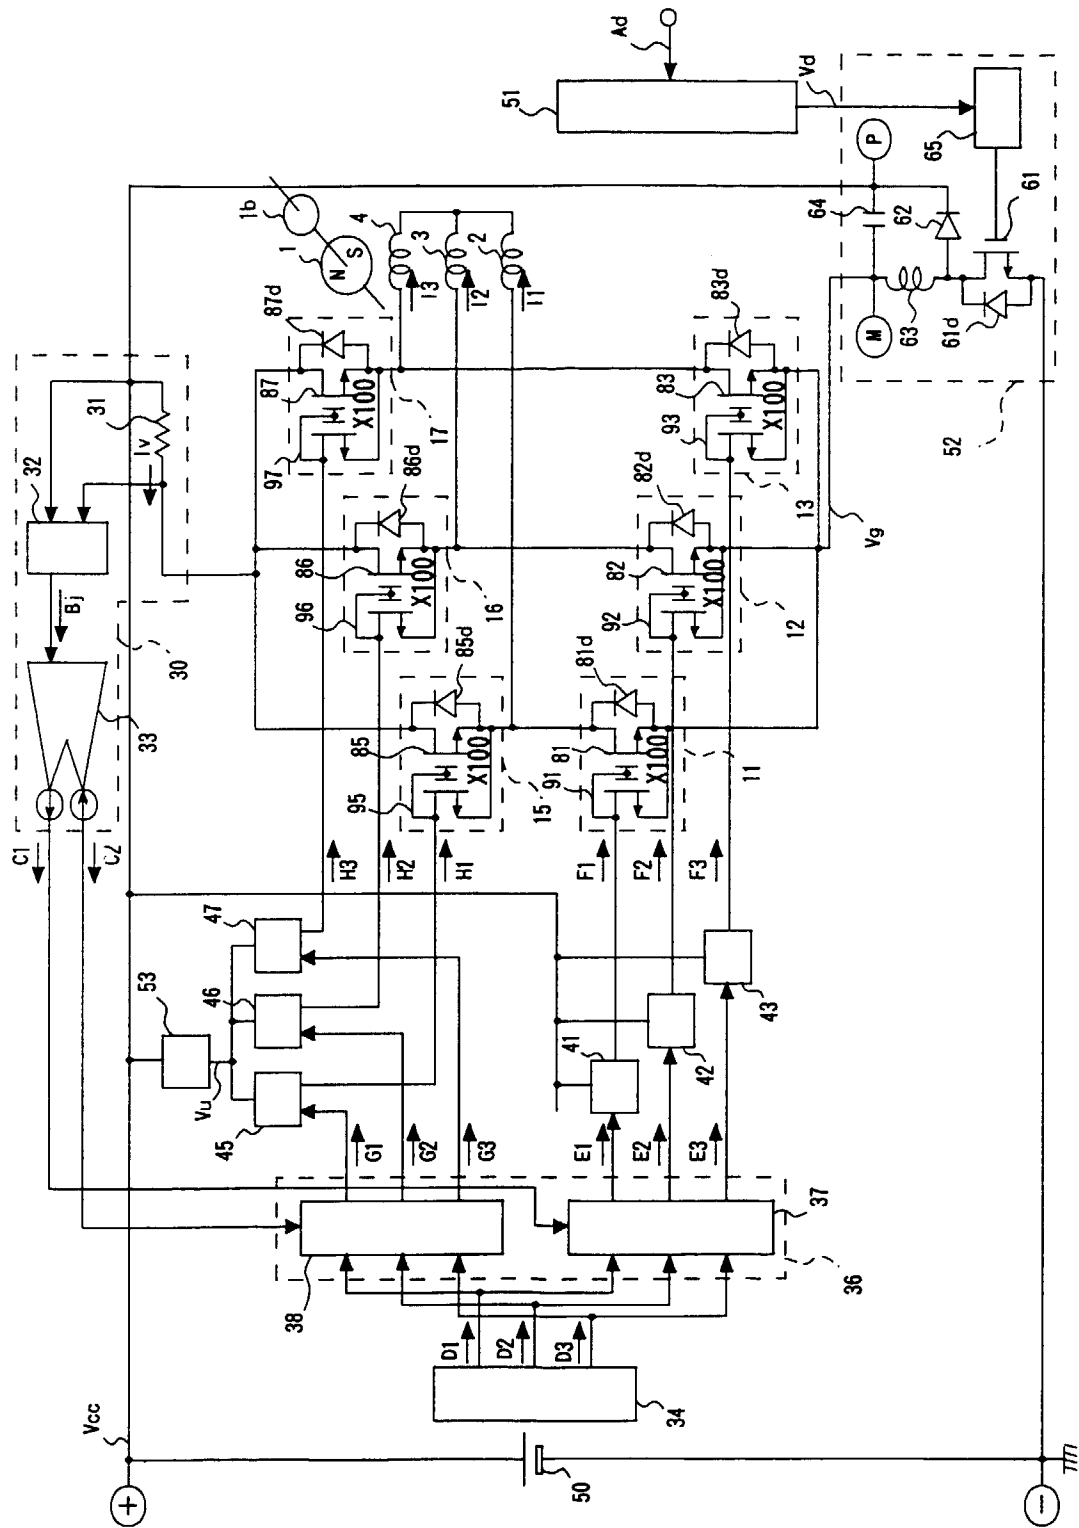 Vcc
50
34
D1
D2
D3
38
36
37
G1
G2
G3
E1
E2
E3
45
46
47
53
Vu
41
42
43
C1
C2
33
30
Bj
32
31
Iv
H3
H2
H1
F1
F2
F3
95
85
85d
X100
15
96
86
86d
X100
16
97
87
87d
X100
17
91
81
81d
X100
11
92
82
82d
X100
12
93
83
83d
X100
13
1
1b
N S
4
3
2
I3
I2
I1
Ad
51
Vd
52
Vg
M
P
64
62
63
61
61d
65
+
−